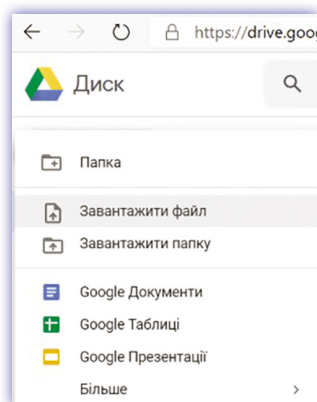 https://drive.goo
Диск
Папка
Завантажити файл
Завантажити папку
Google Документи
Google Таблиці
Google Презентації
Більше